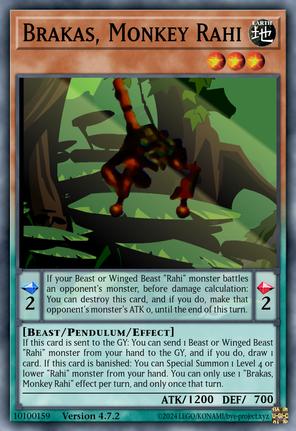 Brakas, Monkey Rahi
EARTH
地
If your Beast or Winged Beast "Rahi" monster battles
an opponent's monster, before damage calculation:
You can destroy this card, and if you do, make that
opponent's monster's ATK 0, until the end of this turn.
2
2
[Beast/Pendulum/Effect]
If this card is sent to the GY: You can send 1 Beast or Winged Beast
"Rahi" monster from your hand to the GY, and if you do, draw 1
card. If this card is banished: You can Special Summon 1 Level 4 or
lower "Rahi" monster from your hand. You can only use 1 "Brakas,
Monkey Rahi" effect per turn, and only once that turn.
ATK/1200 DEF/ 700
10100159 Version 4.7.2 ©2024 LEGO/KONAMI/bye-project.xyz